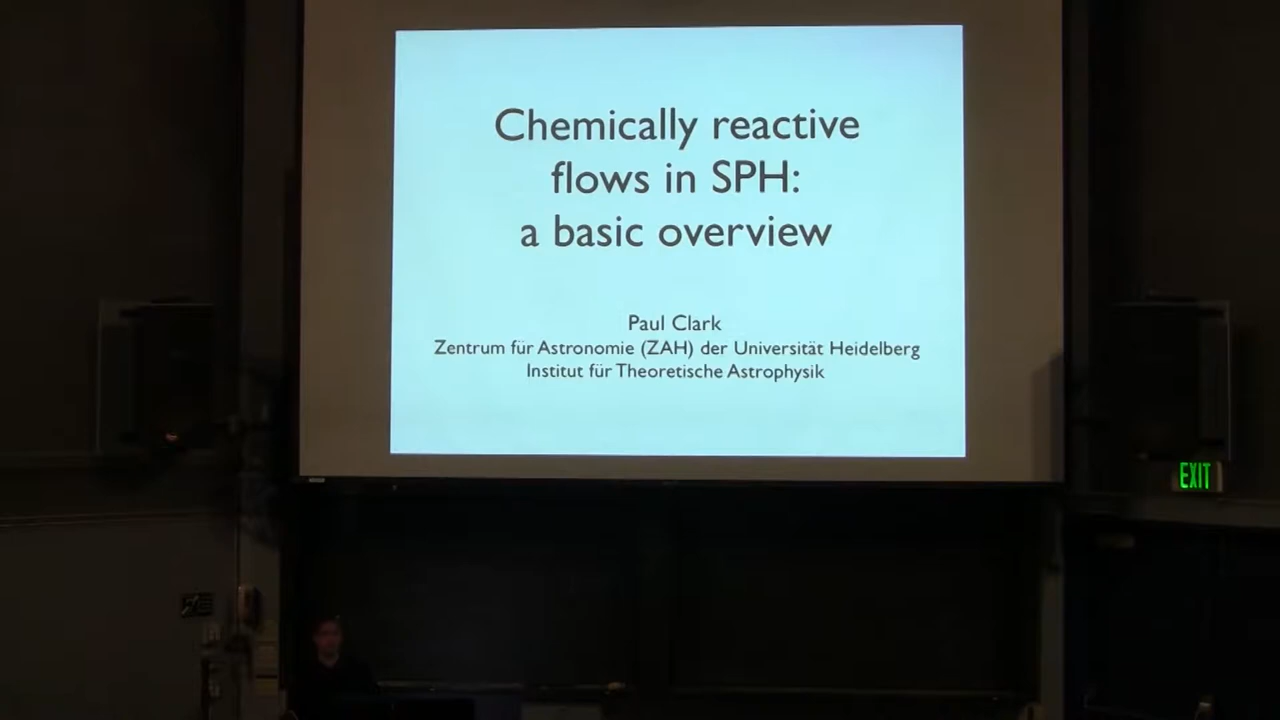 Chemically reactive
flows in SPH:
a basic overview
Paul Clark
Zentrum für Astronomie (ZAH) der Universität Heidelberg
Institut für Theoretische Astrophysik
EXIT